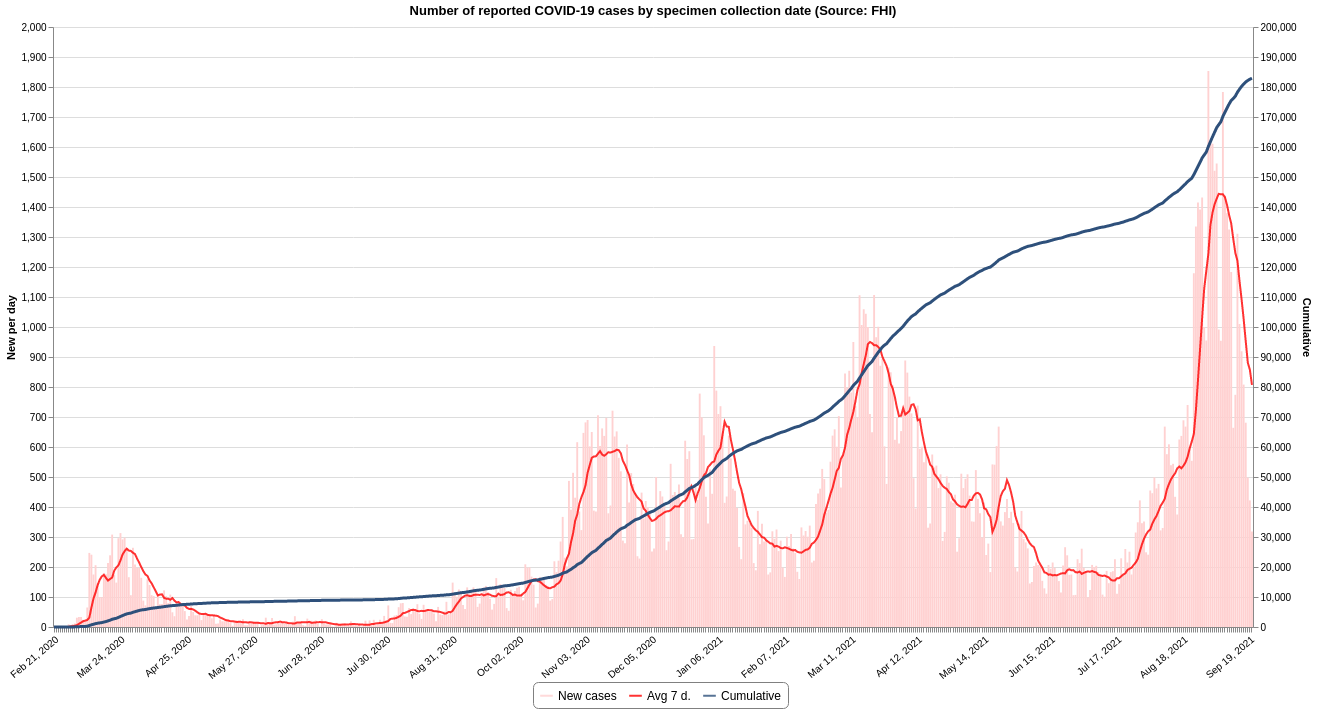 Number of reported COVID-19 cases by specimen collection date (Source: FHI)
2,000
1,900
1,800
1,700
1,600
1,500
1,400
1,300
1,200
1,100
1,000
900
800
700
600
500
400
300
200
100
0
New per day
200,000
190,000
180,000
170,000
160,000
150,000
140,000
130,000
120,000
110,000
100,000
90,000
80,000
70,000
60,000
50,000
40,000
30,000
20,000
10,000
0
Cumulative
Feb 21, 2020
Mar 24, 2020
Apr 25, 2020
May 27, 2020
Jun 28, 2020
Jul 30, 2020
Aug 31, 2020
Oct 02, 2020
Nov 03, 2020
Dec 05, 2020
Jan 06, 2021
Feb 07, 2021
Mar 11, 2021
Apr 12, 2021
May 14, 2021
Jun 15, 2021
Jul 17, 2021
Aug 18, 2021
Sep 19, 2021
New cases Avg 7 d. Cumulative